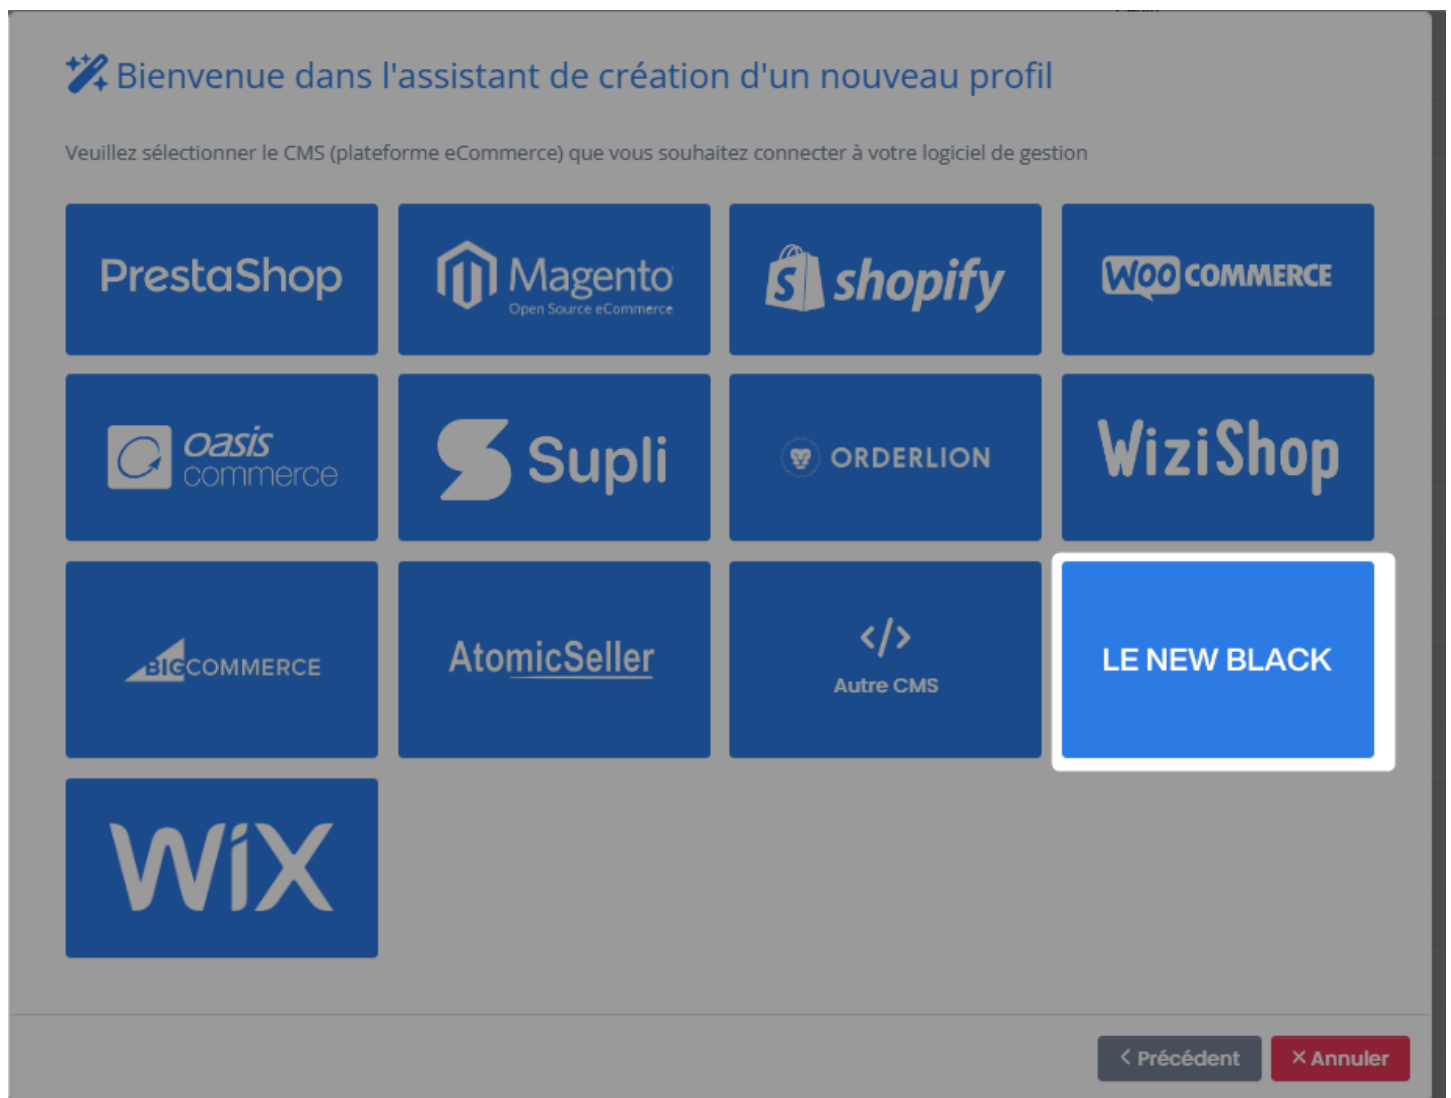 Bienvenue dans l'assistant de création d'un nouveau profil
Veuillez sélectionner le CMS (plateforme eCommerce) que vous souhaitez connecter à votre logiciel de gestion
PrestaShop
Magento
Open Source eCommerce
shopify
WOO COMMERCE
oasis
commerce
Supli
ORDERLION
WiziShop
BIGCOMMERCE
AtomicSeller
</>
Autre CMS
LE NEW BLACK
WiX
Précédent
Annuler